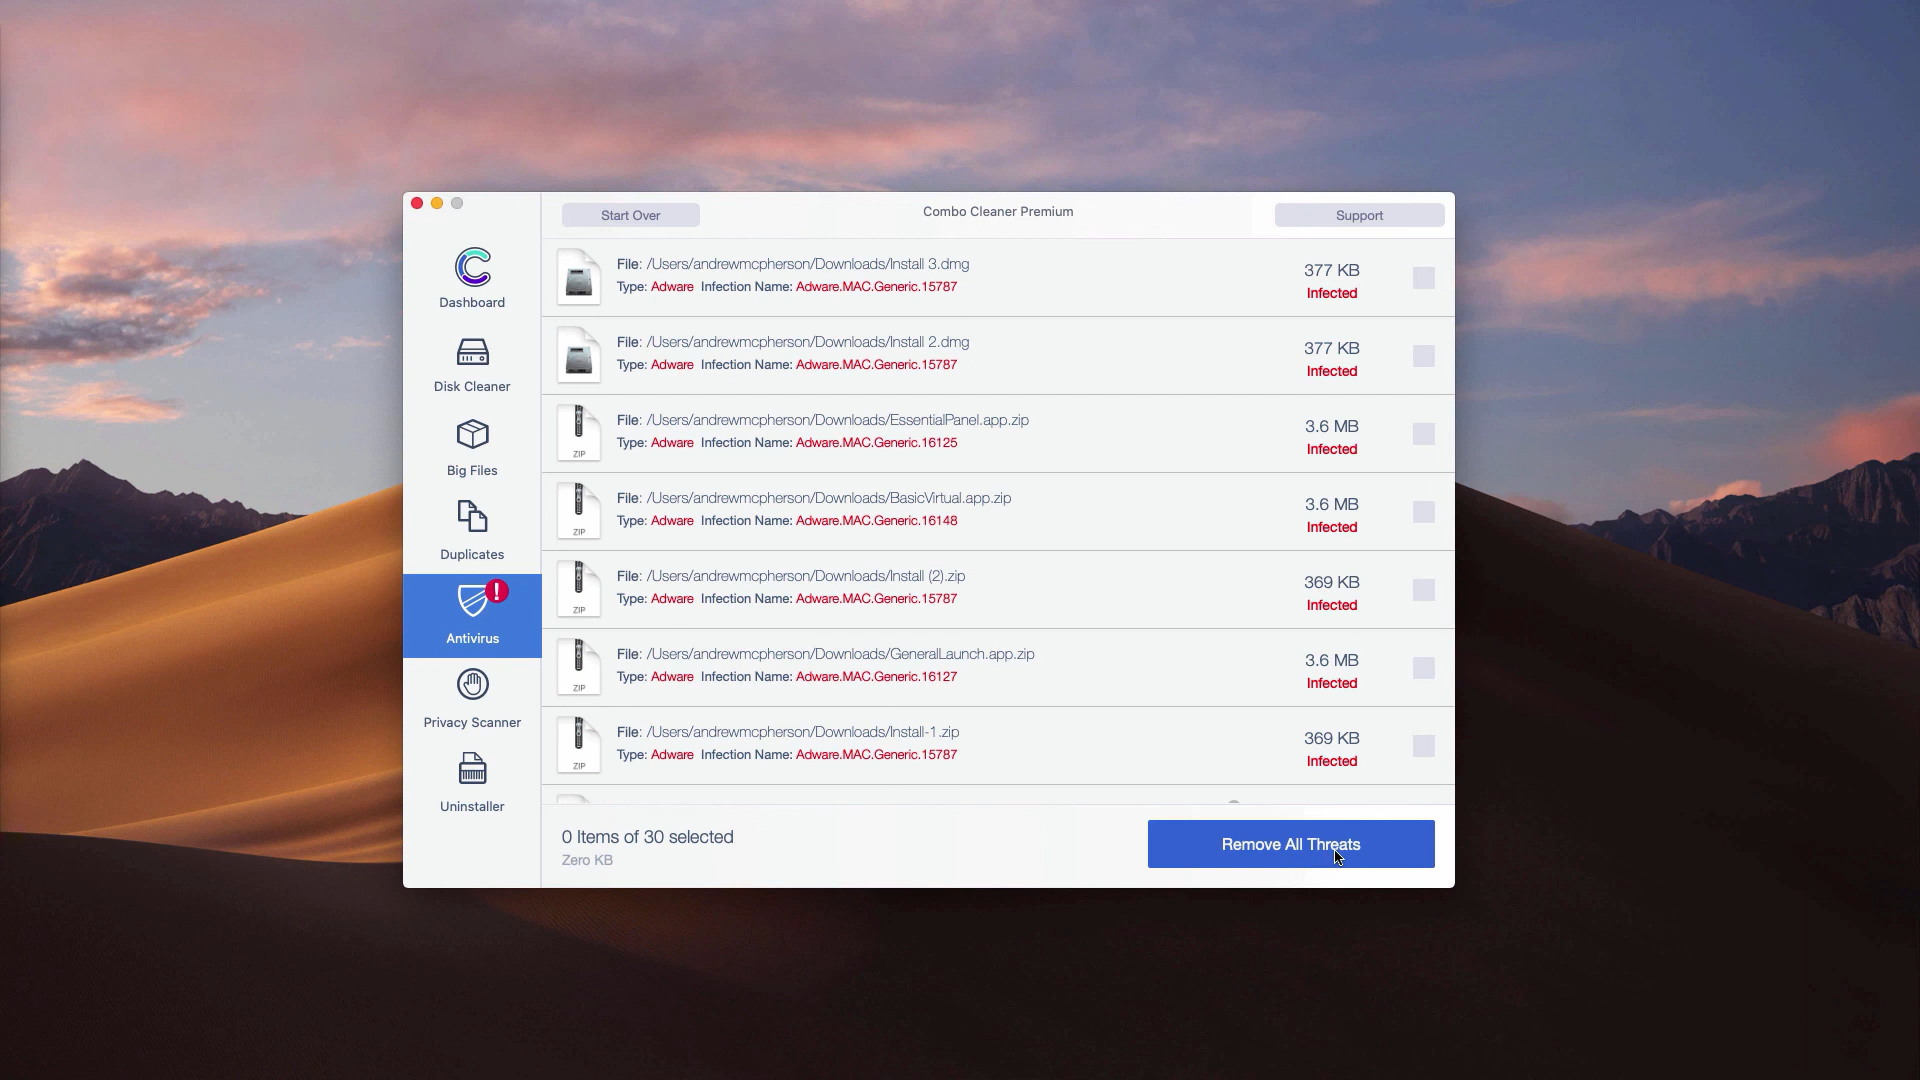 Start Over
Combo Cleaner Premium
Support
Dashboard
Disk Cleaner
Big Files
Duplicates
!
Antivirus
Privacy Scanner
Uninstaller
File: /Users/andrewmcpherson/Downloads/Install 3.dmg
Type: Adware Infection Name: Adware.MAC.Generic.15787
377 KB
Infected
File: /Users/andrewmcpherson/Downloads/Install 2.dmg
Type: Adware Infection Name: Adware.MAC.Generic.15787
377 KB
Infected
ZIP
File: /Users/andrewmcpherson/Downloads/EssentialPanel.app.zip
Type: Adware Infection Name: Adware.MAC.Generic.16125
3.6 MB
Infected
ZIP
File: /Users/andrewmcpherson/Downloads/BasicVirtual.app.zip
Type: Adware Infection Name: Adware.MAC.Generic.16148
3.6 MB
Infected
ZIP
File: /Users/andrewmcpherson/Downloads/Install (2).zip
Type: Adware Infection Name: Adware.MAC.Generic.15787
369 KB
Infected
ZIP
File: /Users/andrewmcpherson/Downloads/GeneralLaunch.app.zip
Type: Adware Infection Name: Adware.MAC.Generic.16127
3.6 MB
Infected
ZIP
File: /Users/andrewmcpherson/Downloads/Install-1.zip
Type: Adware Infection Name: Adware.MAC.Generic.15787
369 KB
Infected
ZIP
0 Items of 30 selected
Zero KB
Remove All Threats